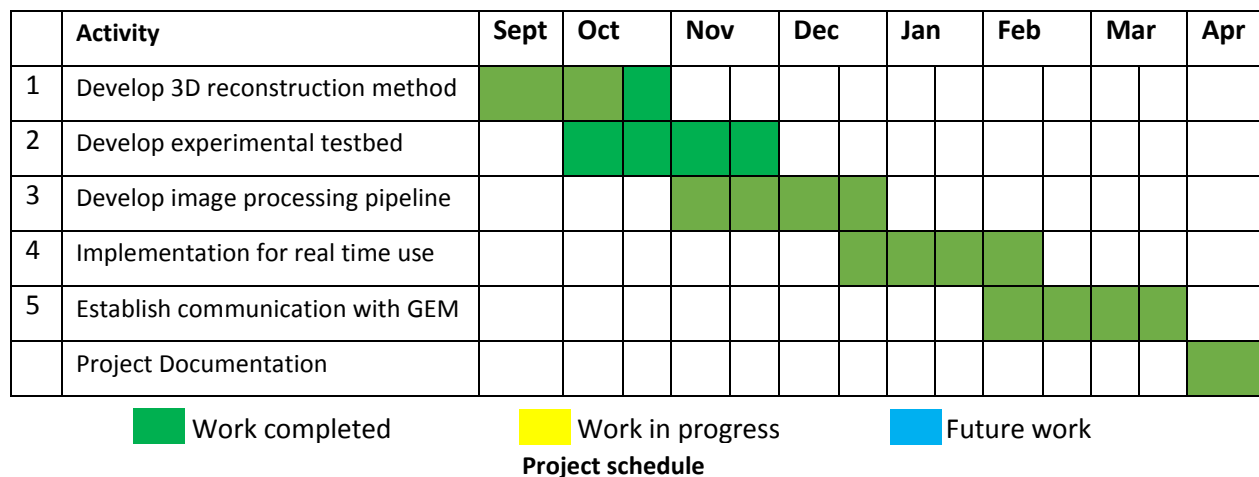 Activity Sept Oct Nov Dec Jan Feb Mar Apr
1 Develop 3D reconstruction method
2 Develop experimental testbed
3 Develop image processing pipeline
4 Implementation for real time use
5 Establish communication with GEM
Project Documentation
Work completed Work in progress Future work
Project schedule